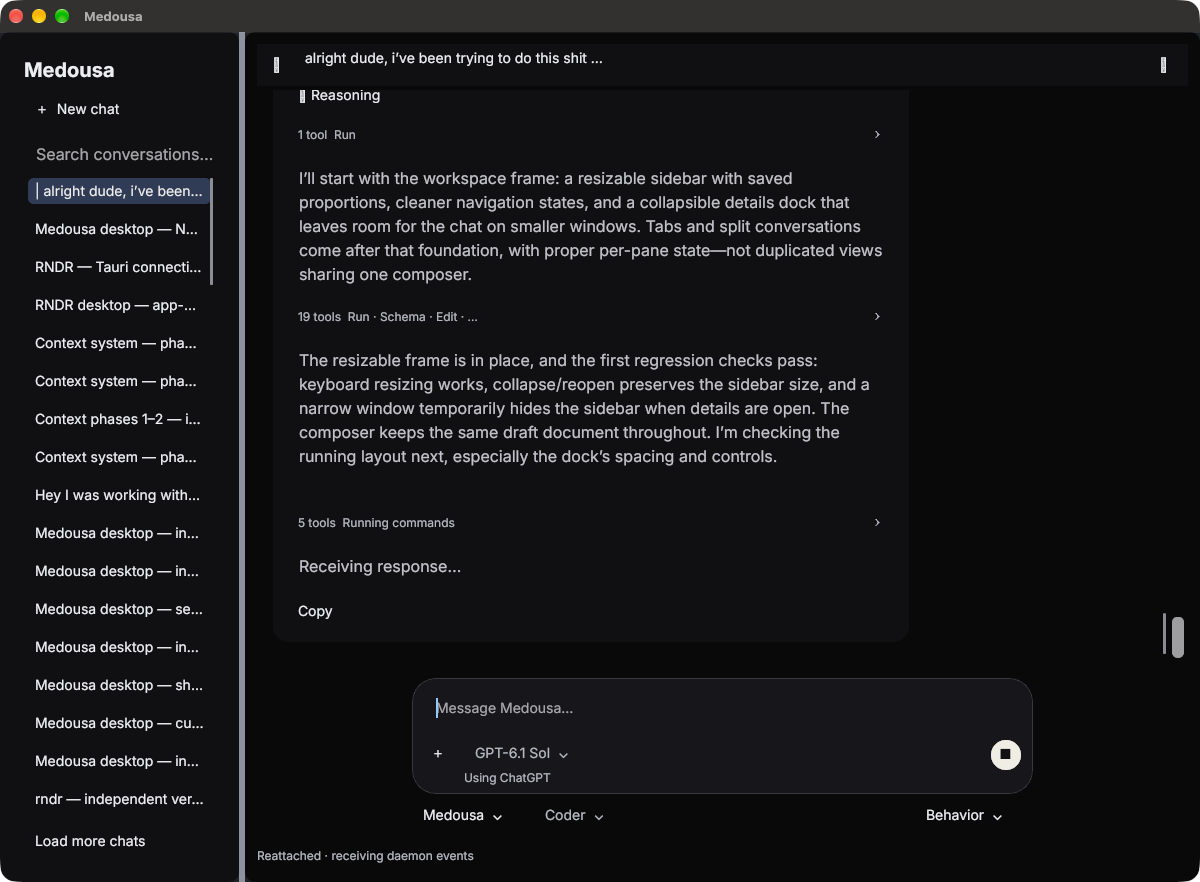 Medousa
Medousa
+ New chat
Search conversations...
alright dude, i’ve been...
Medousa desktop — N...
RNDR — Tauri connecti...
RNDR desktop — app-...
Context system — pha...
Context system — pha...
Context phases 1–2 — i...
Context system — pha...
Hey I was working with...
Medousa desktop — in...
Medousa desktop — in...
Medousa desktop — se...
Medousa desktop — in...
Medousa desktop — sh...
Medousa desktop — cu...
Medousa desktop — in...
rndr — independent ver...
Load more chats
alright dude, i’ve been trying to do this shit ...
Reasoning
1 tool Run
I’ll start with the workspace frame: a resizable sidebar with saved
proportions, cleaner navigation states, and a collapsible details dock that
leaves room for the chat on smaller windows. Tabs and split conversations
come after that foundation, with proper per-pane state—not duplicated views
sharing one composer.
19 tools Run · Schema · Edit · ...
The resizable frame is in place, and the first regression checks pass:
keyboard resizing works, collapse/reopen preserves the sidebar size, and a
narrow window temporarily hides the sidebar when details are open. The
composer keeps the same draft document throughout. I’m checking the
running layout next, especially the dock’s spacing and controls.
5 tools Running commands
Receiving response...
Copy
Message Medousa...
+ GPT-6.1 Sol
Using ChatGPT
Medousa Coder Behavior
Reattached · receiving daemon events